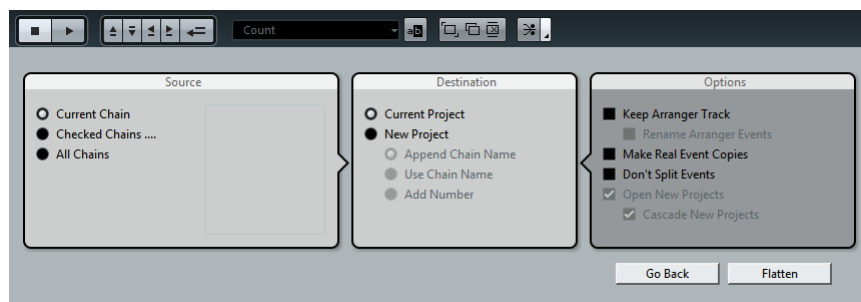 Count
ab
Source
Current Chain
Checked Chains ....
All Chains
Destination
Current Project
New Project
Append Chain Name
Use Chain Name
Add Number
Options
Keep Arranger Track
Rename Arranger Events
Make Real Event Copies
Don't Split Events
Open New Projects
Cascade New Projects
Go Back
Flatten